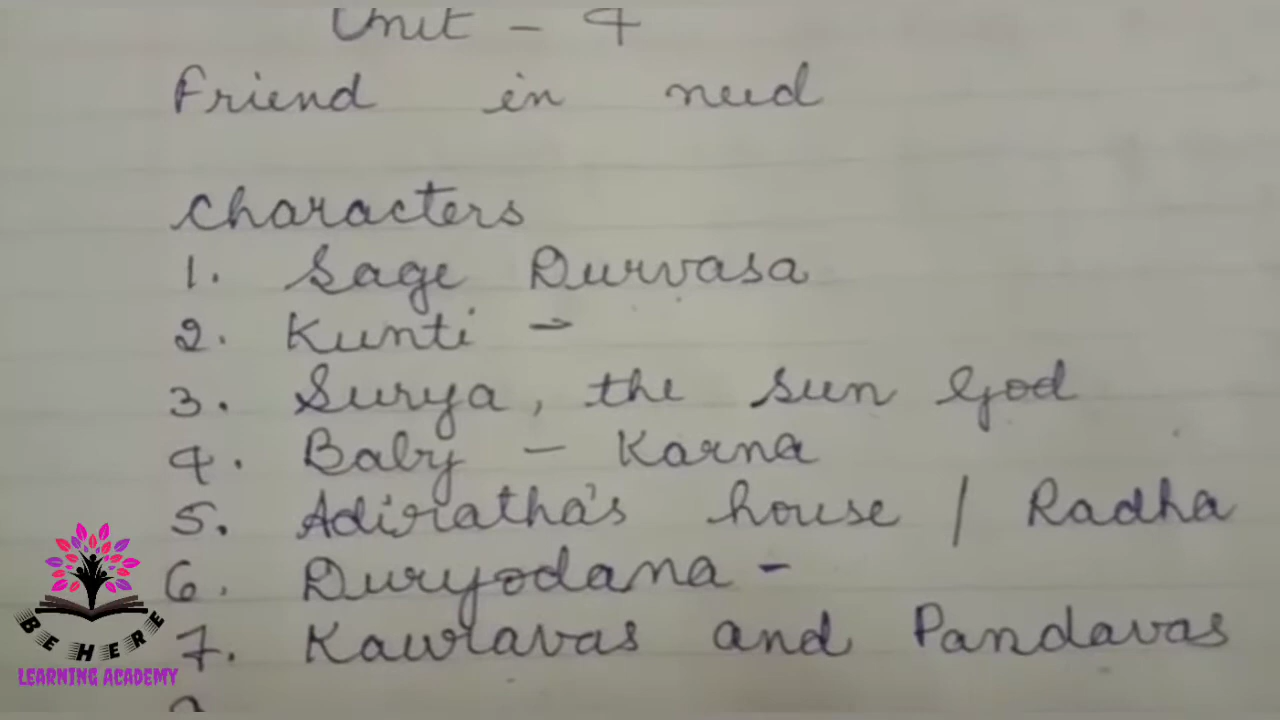 Unit - 4
Friend in need
Characters
1. Sage Durvasa
2. Kunti -
3. Surya, the sun God
4. Baby - Karna
5. Adiratha's house / Radha
6. Duryodana -
7. Kauravas and Pandavas
BE HERE
LEARNING ACADEMY